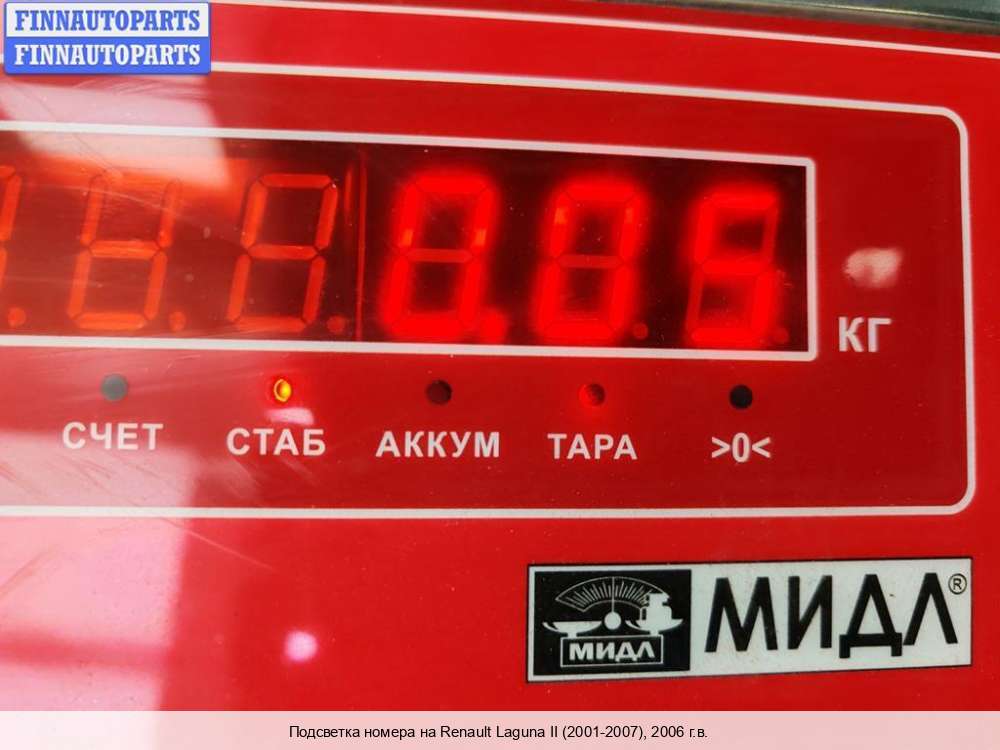 FINNAUTOPARTS
FINNAUTOPARTS
0.05
КГ
СЧЕТ СТАБ АККУМ ТАРА >0<
МИДЛ МИДЛ®
Подсветка номера на Renault Laguna II (2001-2007), 2006 г.в.